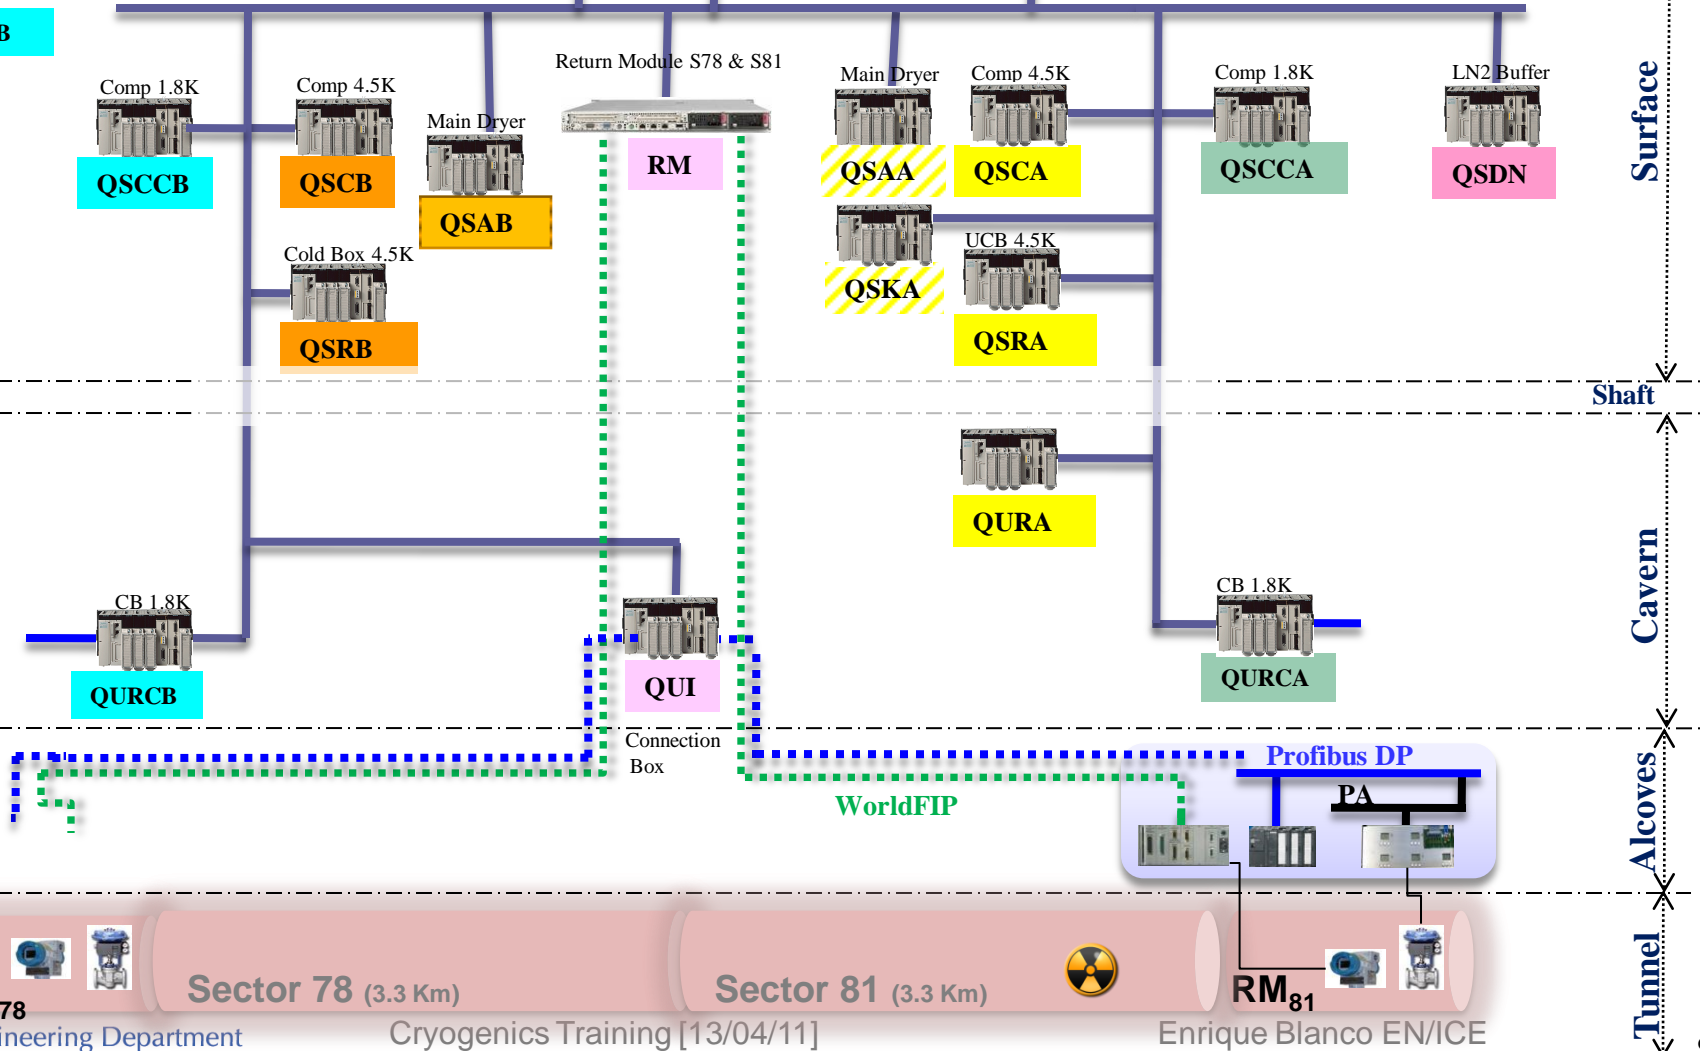 B
Return Module S78 & S81
Comp 1.8K
Comp 4.5K
Main Dryer
Main Dryer
Comp 4.5K
Comp 1.8K
LN2 Buffer
QSCCB
QSCB
QSAB
RM
QSAA
QSCA
QSCCA
QSDN
Surface
Cold Box 4.5K
UCB 4.5K
QSKA
QSRB
QSRA
Shaft
QURA
Cavern
CB 1.8K
CB 1.8K
QURCB
QUI
QURCA
Connection
Box
Profibus DP
PA
WorldFIP
Alcoves
Sector 78 (3.3 Km)
Sector 81 (3.3 Km)
RM81
78
Tunnel
ineering Department
Cryogenics Training [13/04/11]
Enrique Blanco EN/ICE